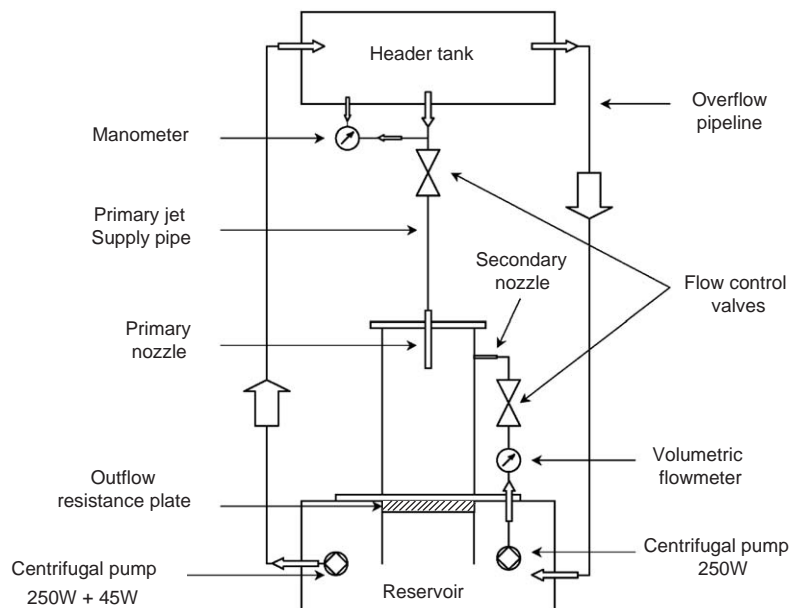 Header tank
Overflow
pipeline
Manometer
Primary jet
Supply pipe
Secondary
nozzle
Flow control
valves
Primary
nozzle
Volumetric
flowmeter
Outflow
resistance plate
Centrifugal pump
250W
Centrifugal pump
250W + 45W
Reservoir